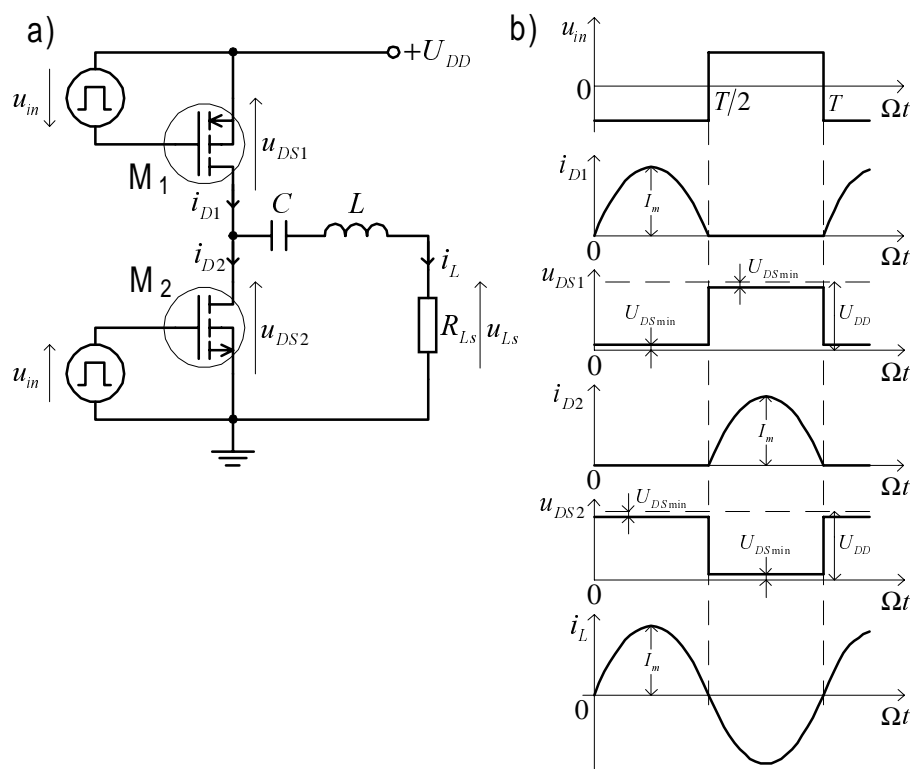 a)
+U_DD
u_in
u_DS1
M₁
i_D1
C
L
i_D2
i_L
M₂
u_DS2
R_Ls
u_Ls
u_in
b)
u_in
0
T/2
T
Ωt
i_D1
I_m
0
Ωt
u_DS1
U_DSmin
U_DSmin
U_DD
0
Ωt
i_D2
I_m
0
Ωt
u_DS2
U_DSmin
U_DSmin
U_DD
0
Ωt
i_L
I_m
0
Ωt